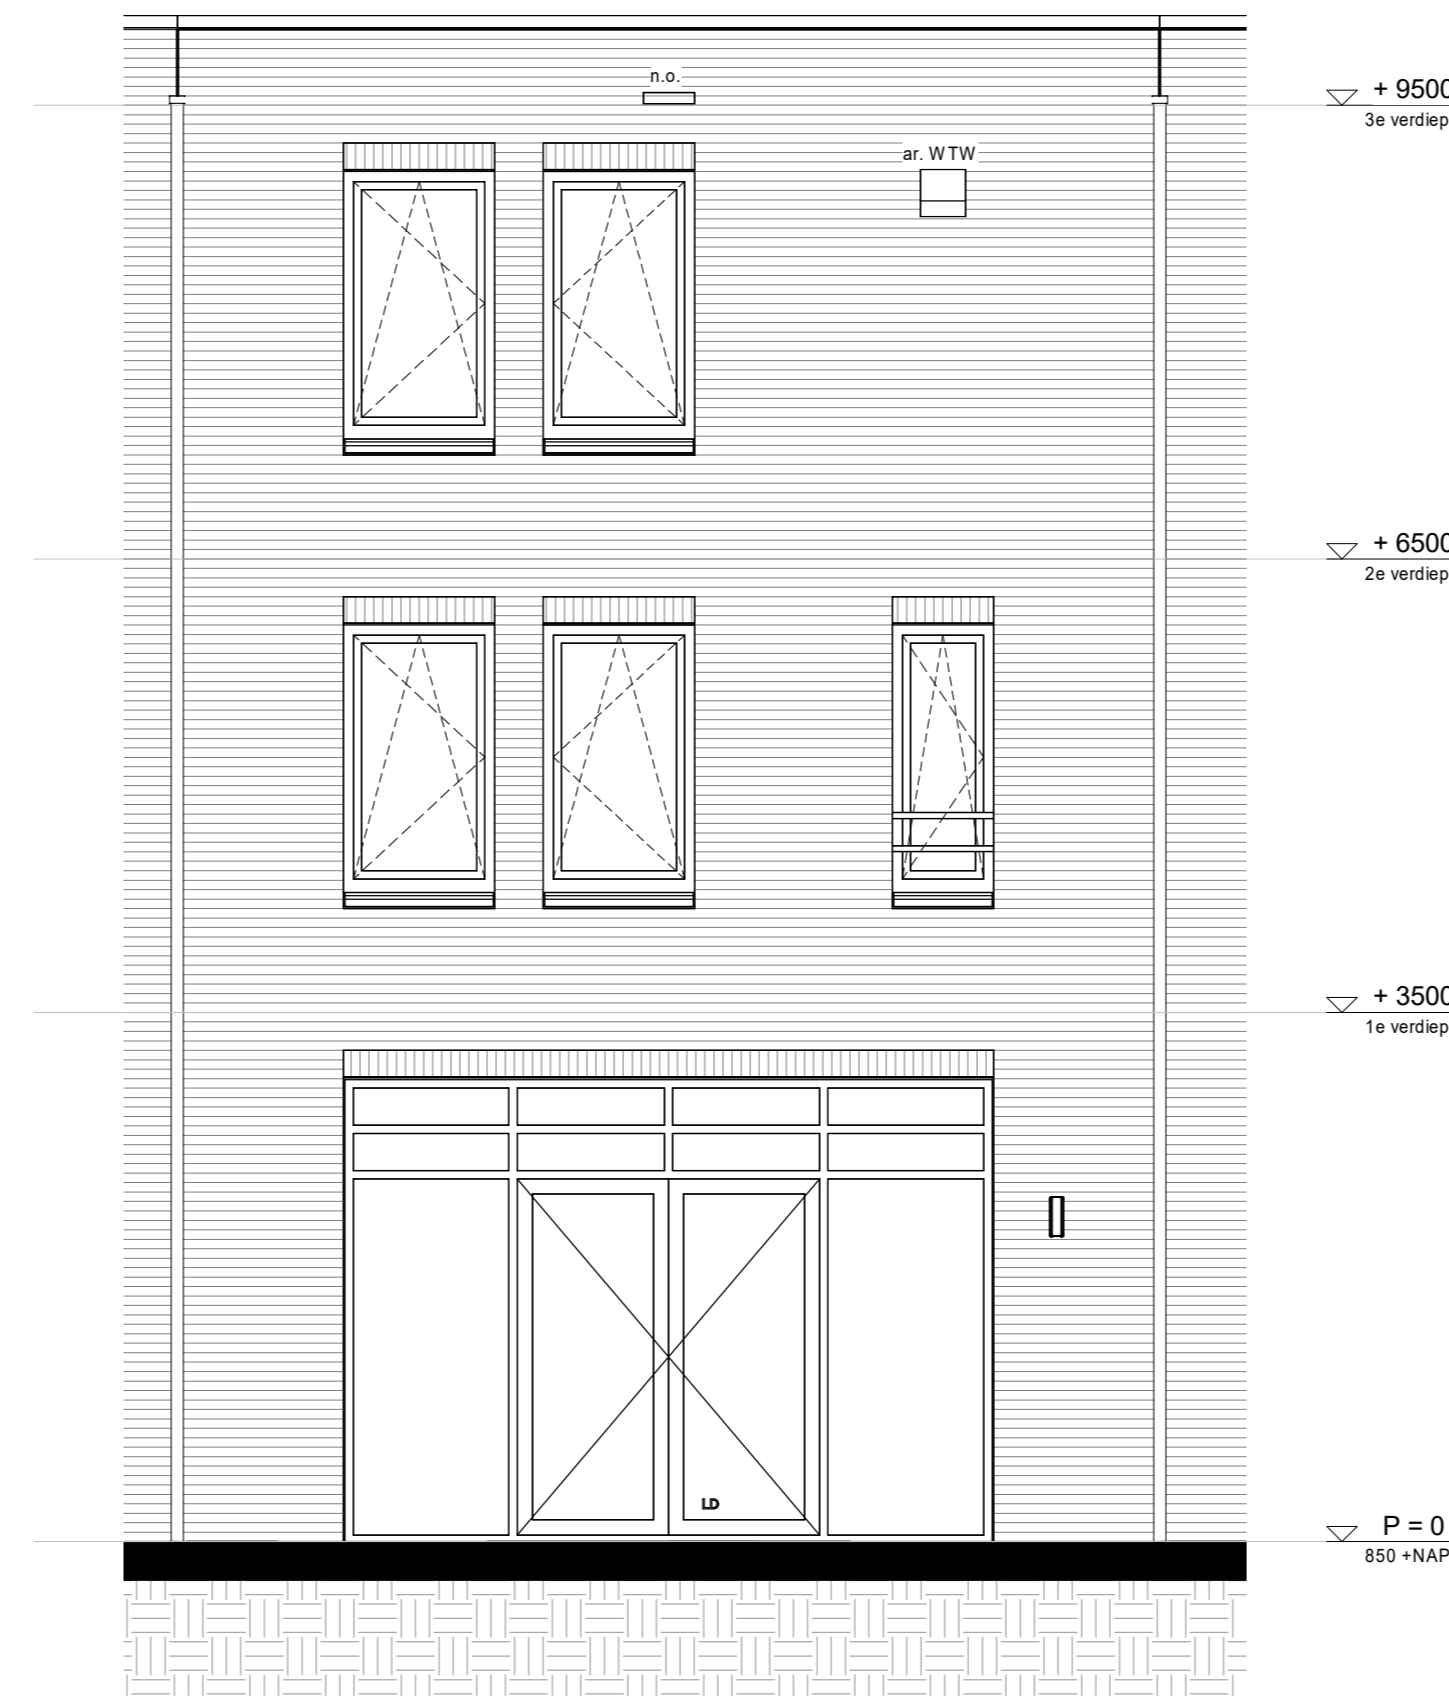 n.o.
+ 9500
3e verdiep
ar. WTW
+ 6500
2e verdiep
+ 3500
1e verdiep
LD
P = 0
850 +NAP